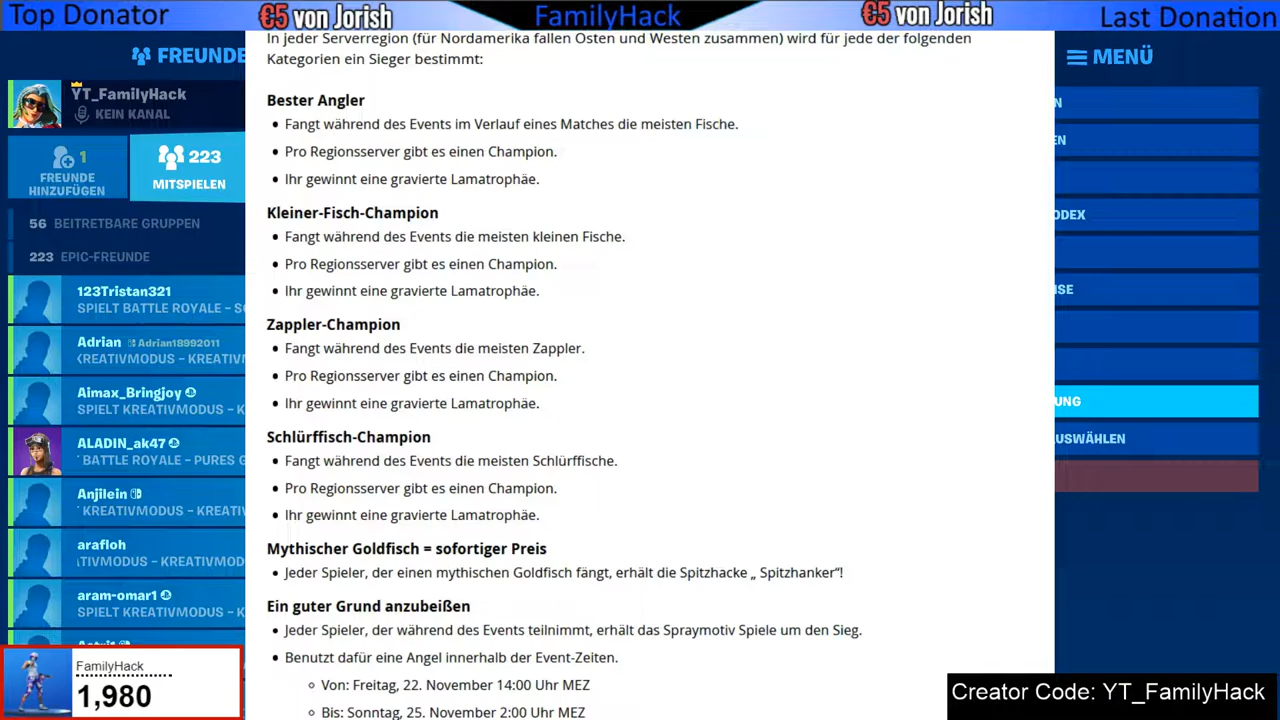 Top Donator
€5 von Jorish
FamilyHack
€5 von Jorish
Last Donation
FREUNDE
YT_FamilyHack
KEIN KANAL
1
FREUNDE
HINZUFÜGEN
223
MITSPIELEN
56 BEITRETBARE GRUPPEN
223 EPIC-FREUNDE
123Tristan321
SPIELT BATTLE ROYALE – S
Adrian Adrian18992011
KREATIVMODUS – KREATIVM
Aimax_Bringjoy
SPIELT KREATIVMODUS – K
ALADIN_ak47
BATTLE ROYALE – PURES G
Anjilein
KREATIVMODUS – KREATIVM
arafloh
TIVMODUS – KREATIVMOD
aram-omar1
SPIELT KREATIVMODUS – K
FamilyHack
1,980
In jeder Serverregion (für Nordamerika fallen Osten und Westen zusammen) wird für jede der folgenden
Kategorien ein Sieger bestimmt:
Bester Angler
• Fangt während des Events im Verlauf eines Matches die meisten Fische.
• Pro Regionsserver gibt es einen Champion.
• Ihr gewinnt eine gravierte Lamatrophäe.
Kleiner-Fisch-Champion
• Fangt während des Events die meisten kleinen Fische.
• Pro Regionsserver gibt es einen Champion.
• Ihr gewinnt eine gravierte Lamatrophäe.
Zappler-Champion
• Fangt während des Events die meisten Zappler.
• Pro Regionsserver gibt es einen Champion.
• Ihr gewinnt eine gravierte Lamatrophäe.
Schlürffisch-Champion
• Fangt während des Events die meisten Schlürffische.
• Pro Regionsserver gibt es einen Champion.
• Ihr gewinnt eine gravierte Lamatrophäe.
Mythischer Goldfisch = sofortiger Preis
• Jeder Spieler, der einen mythischen Goldfisch fängt, erhält die Spitzhacke „ Spitzhanker“!
Ein guter Grund anzubeißen
• Jeder Spieler, der während des Events teilnimmt, erhält das Spraymotiv Spiele um den Sieg.
• Benutzt dafür eine Angel innerhalb der Event-Zeiten.
◦ Von: Freitag, 22. November 14:00 Uhr MEZ
◦ Bis: Sonntag, 25. November 2:00 Uhr MEZ
MENÜ
N
EN
ODEX
ISE
UNG
USWÄHLEN
Creator Code: YT_FamilyHack